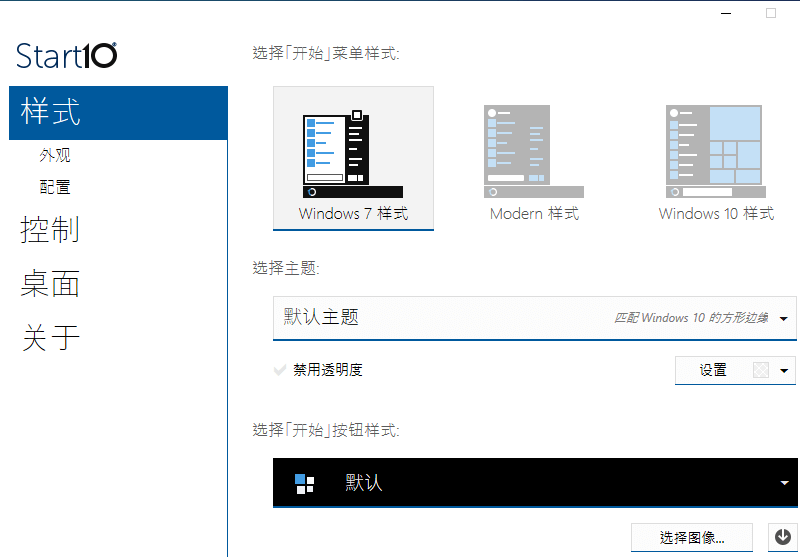 Start10
样式
外观
配置
控制
桌面
关于
选择「开始」菜单样式:
Windows 7 样式
Modern 样式
Windows 10 样式
选择主题:
默认主题 匹配 Windows 10 的方形边缘
禁用透明度 设置
选择「开始」按钮样式:
默认
选择图像...